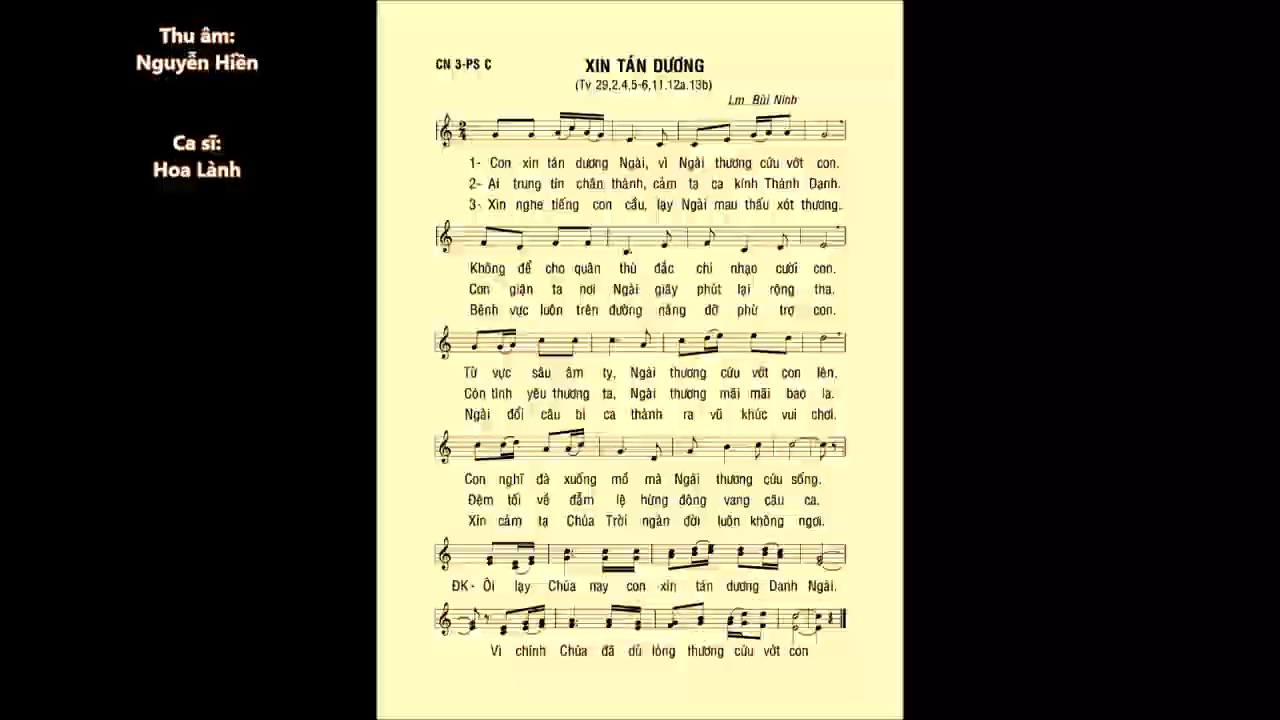 Thu âm:
Nguyễn Hiền
Ca sĩ:
Hoa Lành
CN 3-PS C
XIN TÁN DƯƠNG
(Tv 29,2.4,5-6,11.12a.13b)
Lm Bùi Ninh
2
4
1- Con xin tán dương Ngài, vì Ngài thương cứu vớt con.
2- Ai trung tín chân thành, cảm tạ ca kính Thánh Danh.
3- Xin nghe tiếng con cầu, lạy Ngài mau thấu xót thương.
Không để cho quân thù đắc chí nhạo cười con.
Cơn giận ta nơi Ngài giây phút lại rộng tha.
Bênh vực luôn trên đường nâng đỡ phù trợ con.
Từ vực sâu âm ty, Ngài thương cứu vớt con lên.
Còn tình yêu thương ta, Ngài thương mãi mãi bao la.
Ngài đổi câu bi ca thành ra vũ khúc vui chơi.
Con nghĩ đà xuống mồ mà Ngài thương cứu sống.
Đêm tối về đẫm lệ hừng động vang câu ca.
Xin cảm tạ Chúa Trời ngàn đời luôn không ngơi.
ĐK- Ôi lạy Chúa nay con xin tán dương Danh Ngài.
Vì chính Chúa đã dủ lòng thương cứu vớt con